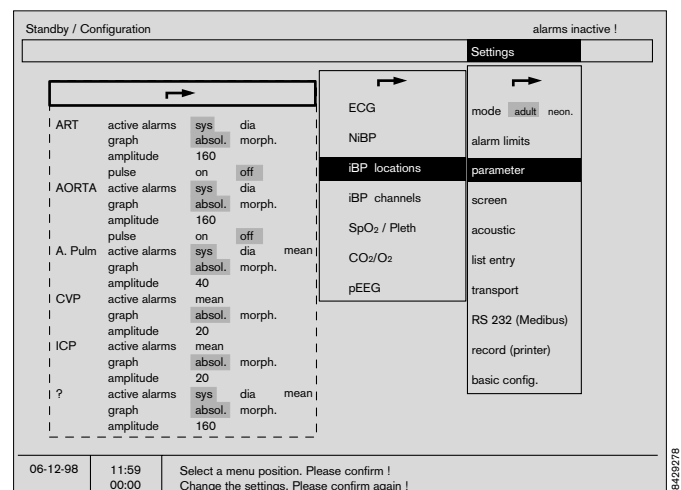 Standby / Configuration alarms inactive !
Settings
ART active alarms sys dia
graph absol. morph.
amplitude 160
pulse on off
AORTA active alarms sys dia
graph absol. morph.
amplitude 160
pulse on off
A. Pulm active alarms sys dia mean
graph absol. morph.
amplitude 40
CVP active alarms mean
graph absol. morph.
amplitude 20
ICP active alarms mean
graph absol. morph.
amplitude 20
? active alarms sys dia mean
graph absol. morph.
amplitude 160
ECG
NiBP
iBP locations
iBP channels
SpO2 / Pleth
CO2/O2
pEEG
mode adult neon.
alarm limits
parameter
screen
acoustic
list entry
transport
RS 232 (Medibus)
record (printer)
basic config.
06-12-98 11:59 Select a menu position. Please confirm !
00:00 Change the settings. Please confirm again !
8429278